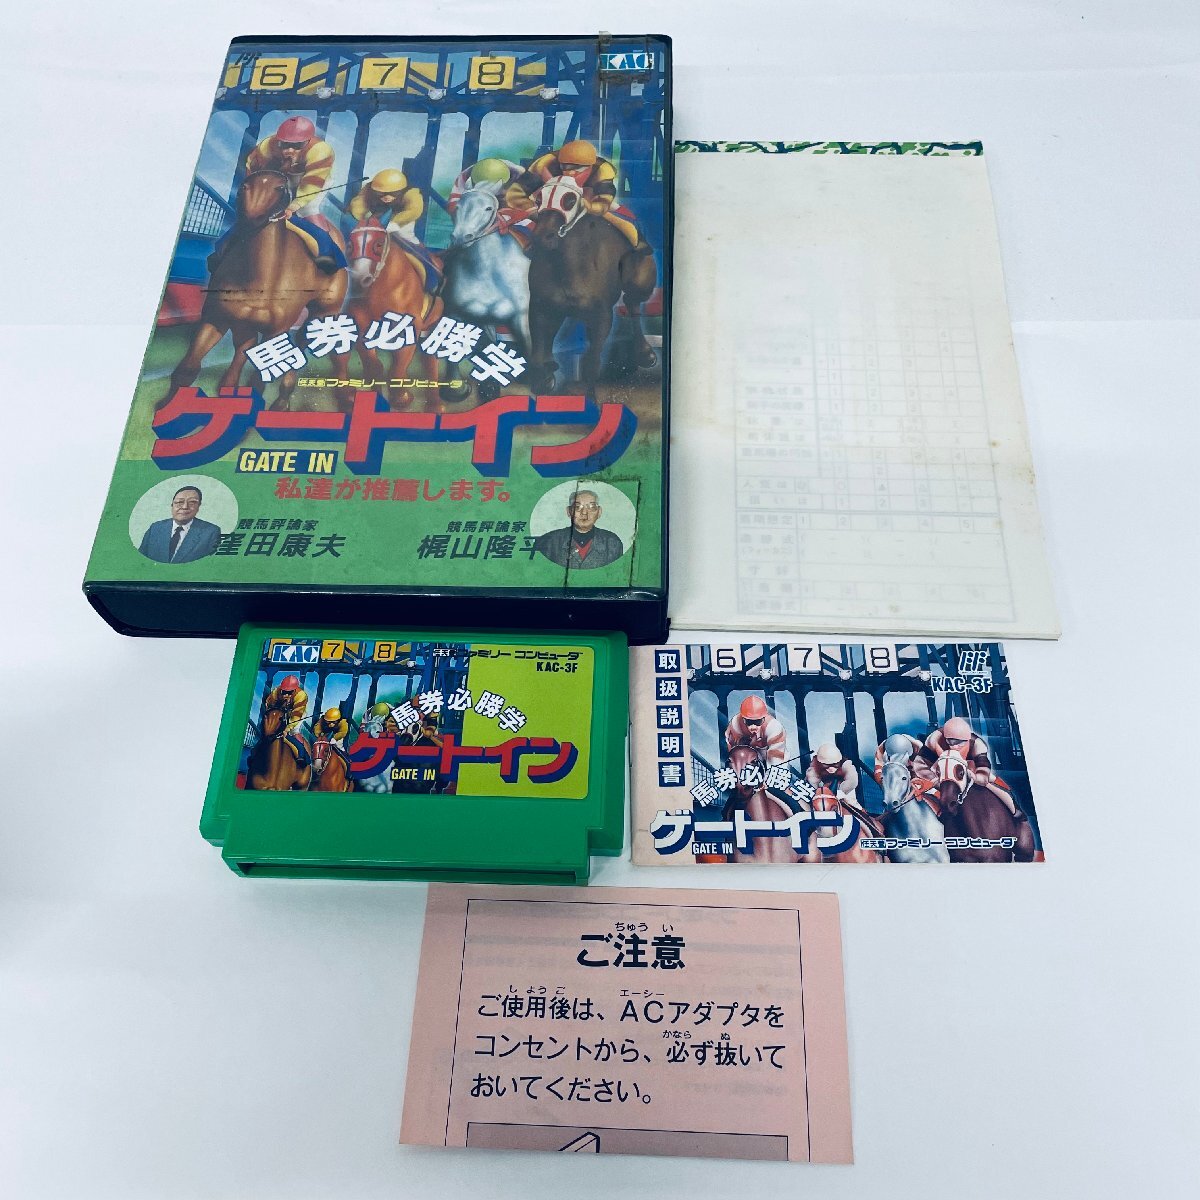 6 7 8
KAC
馬券必勝学
任天堂ファミリーコンピュータ
ゲートイン
GATE IN
私達が推薦します。
競馬評論家
窪田康夫
競馬評論家
梶山隆平
KAC
7 8
任天堂ファミリーコンピュータ
KAC-3F
馬券必勝学
ゲートイン
GATE IN
取扱説明書
6 7 8
KAC-3F
馬券必勝学
ゲートイン
GATE IN
任天堂ファミリーコンピュータ
ちゅうい
ご注意
しようご エーシー
ご使用後は、ACアダプタを
かなら ぬ
コンセントから、必ず抜いて
おいてください。